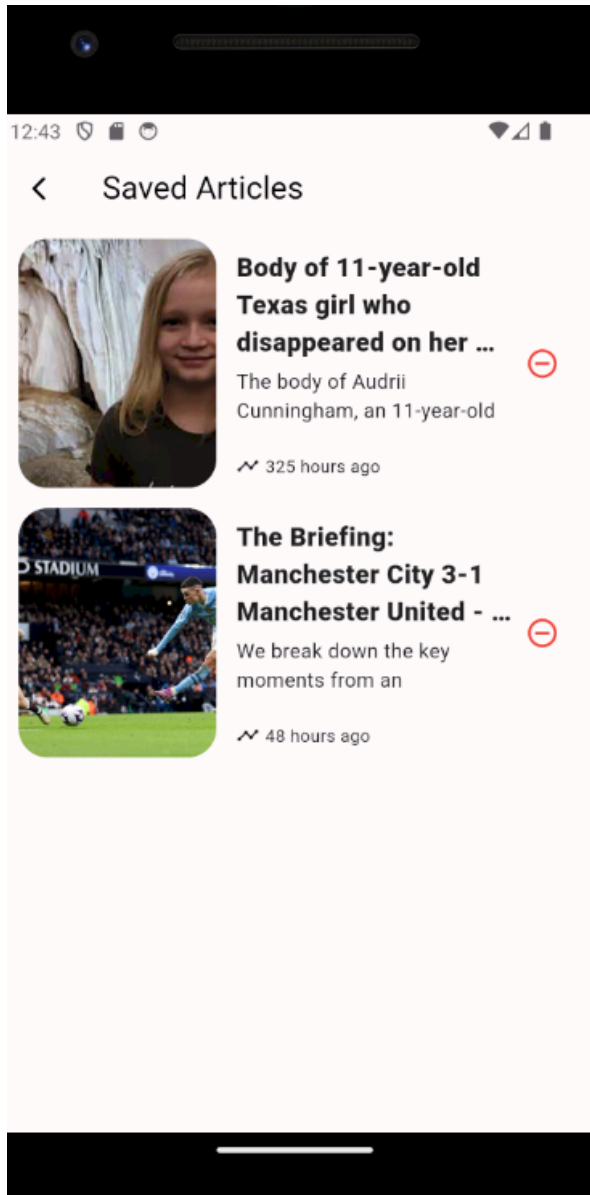 12:43
Saved Articles
Body of 11-year-old
Texas girl who
disappeared on her ...
The body of Audrii
Cunningham, an 11-year-old
325 hours ago
STADIUM
The Briefing:
Manchester City 3-1
Manchester United - ...
We break down the key
moments from an
48 hours ago